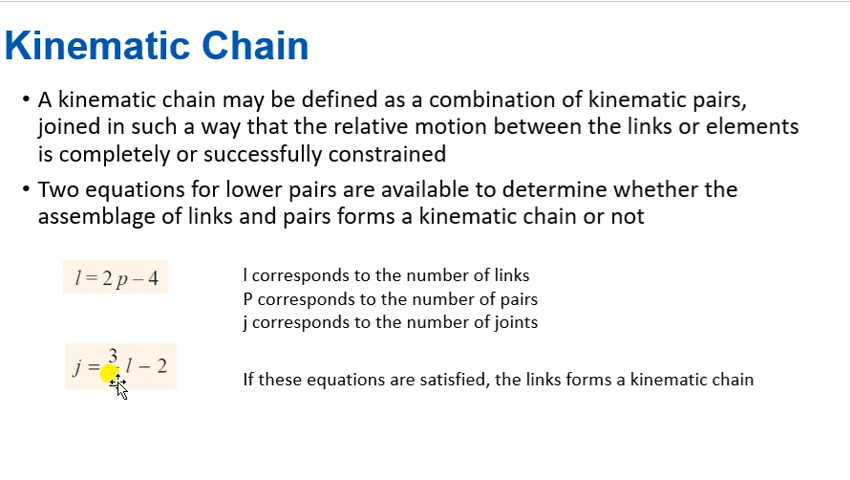 Kinematic Chain
• A kinematic chain may be defined as a combination of kinematic pairs,
joined in such a way that the relative motion between the links or elements
is completely or successfully constrained
• Two equations for lower pairs are available to determine whether the
assemblage of links and pairs forms a kinematic chain or not
l = 2 p – 4
l corresponds to the number of links
P corresponds to the number of pairs
j corresponds to the number of joints
j = 3 l – 2
If these equations are satisfied, the links forms a kinematic chain